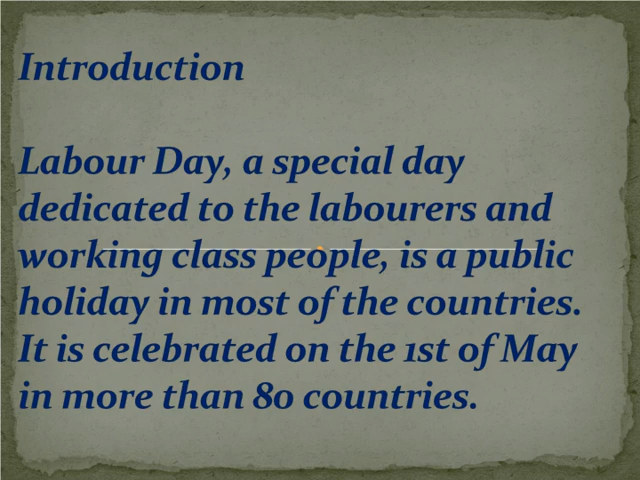 Introduction
Labour Day, a special day
dedicated to the labourers and
working class people, is a public
holiday in most of the countries.
It is celebrated on the 1st of May
in more than 80 countries.